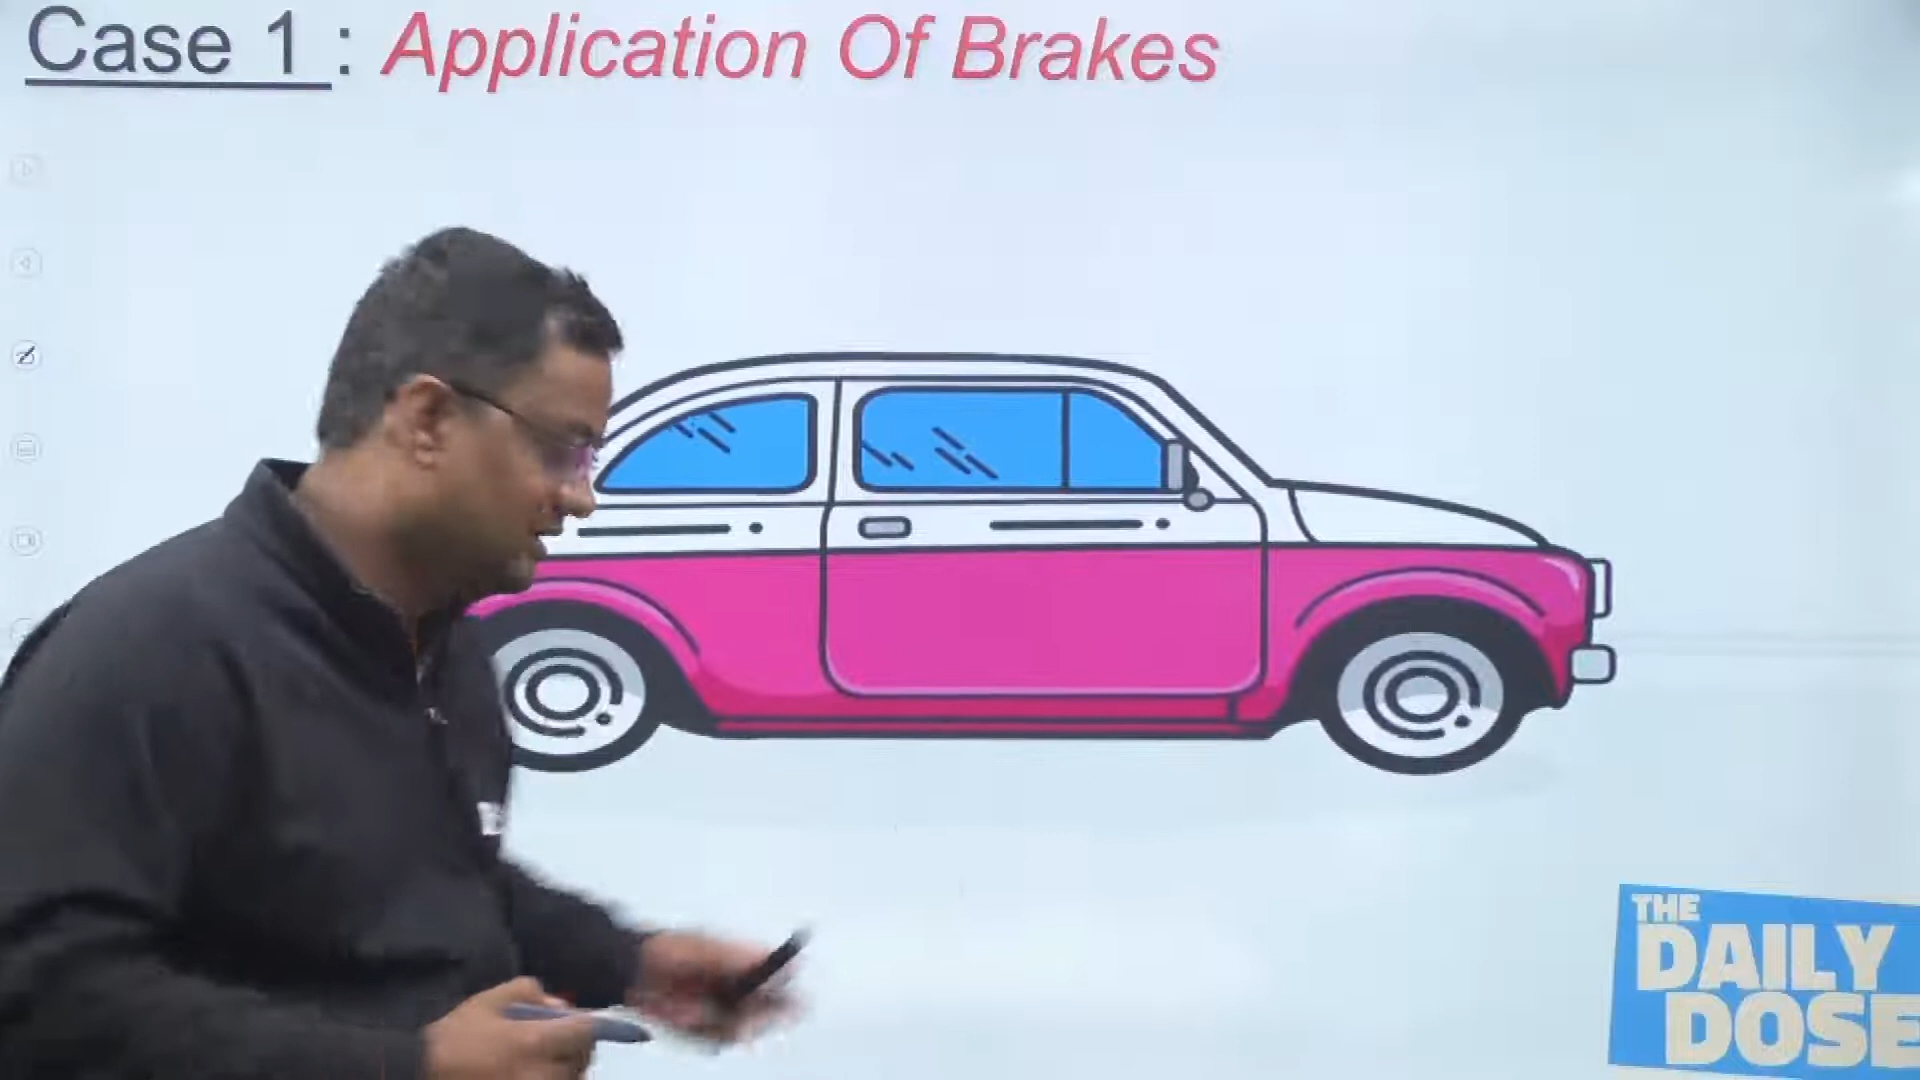 Case 1 : Application Of Brakes
THE
DAILY
DOSE